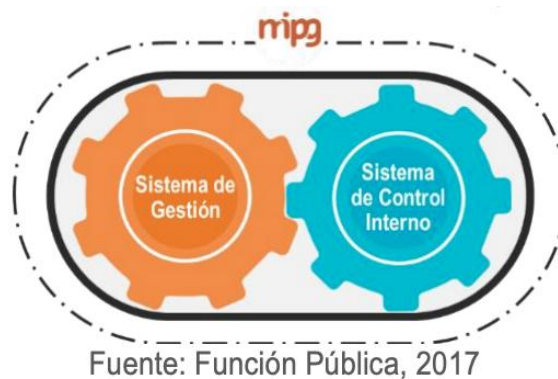 mipg
Sistema de
Gestión
Sistema
de Control
Interno
Fuente: Función Pública, 2017